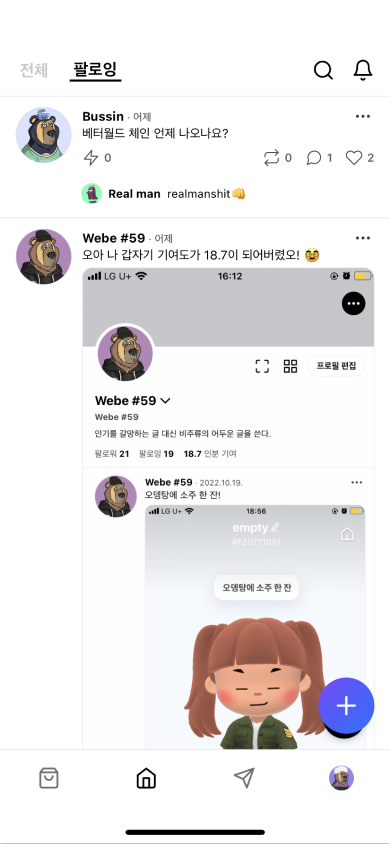 전체 팔로잉
Bussin · 어제
베터월드 체인 언제 나오나요?
0 0 1 2
Real man realmanshit👊
Webe #59 · 어제
오아 나 갑자기 기여도가 18.7이 되어버렸오! 🥹
LG U+ 16:12
프로필 편집
Webe #59
Webe #59
인기를 갈망하는 글 대신 비주류의 어두운 글을 쓴다.
팔로워 21 팔로잉 19 18.7 인분 기여
Webe #59 · 2022.10.19.
오뎅탕에 소주 한 잔!
LG U+ 18:56
empty
#FZ0771091
오뎅탕에 소주 한 잔